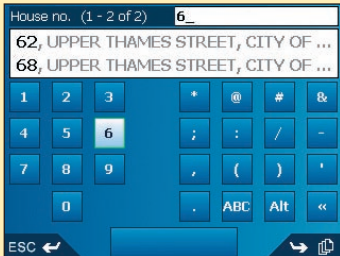 House no. (1 - 2 of 2) 6_
62, UPPER THAMES STREET, CITY OF ...
68, UPPER THAMES STREET, CITY OF ...
1 2 3 * @ # &
4 5 6 ; : / -
7 8 9 , ( ) '
0 . ABC Alt «
ESC